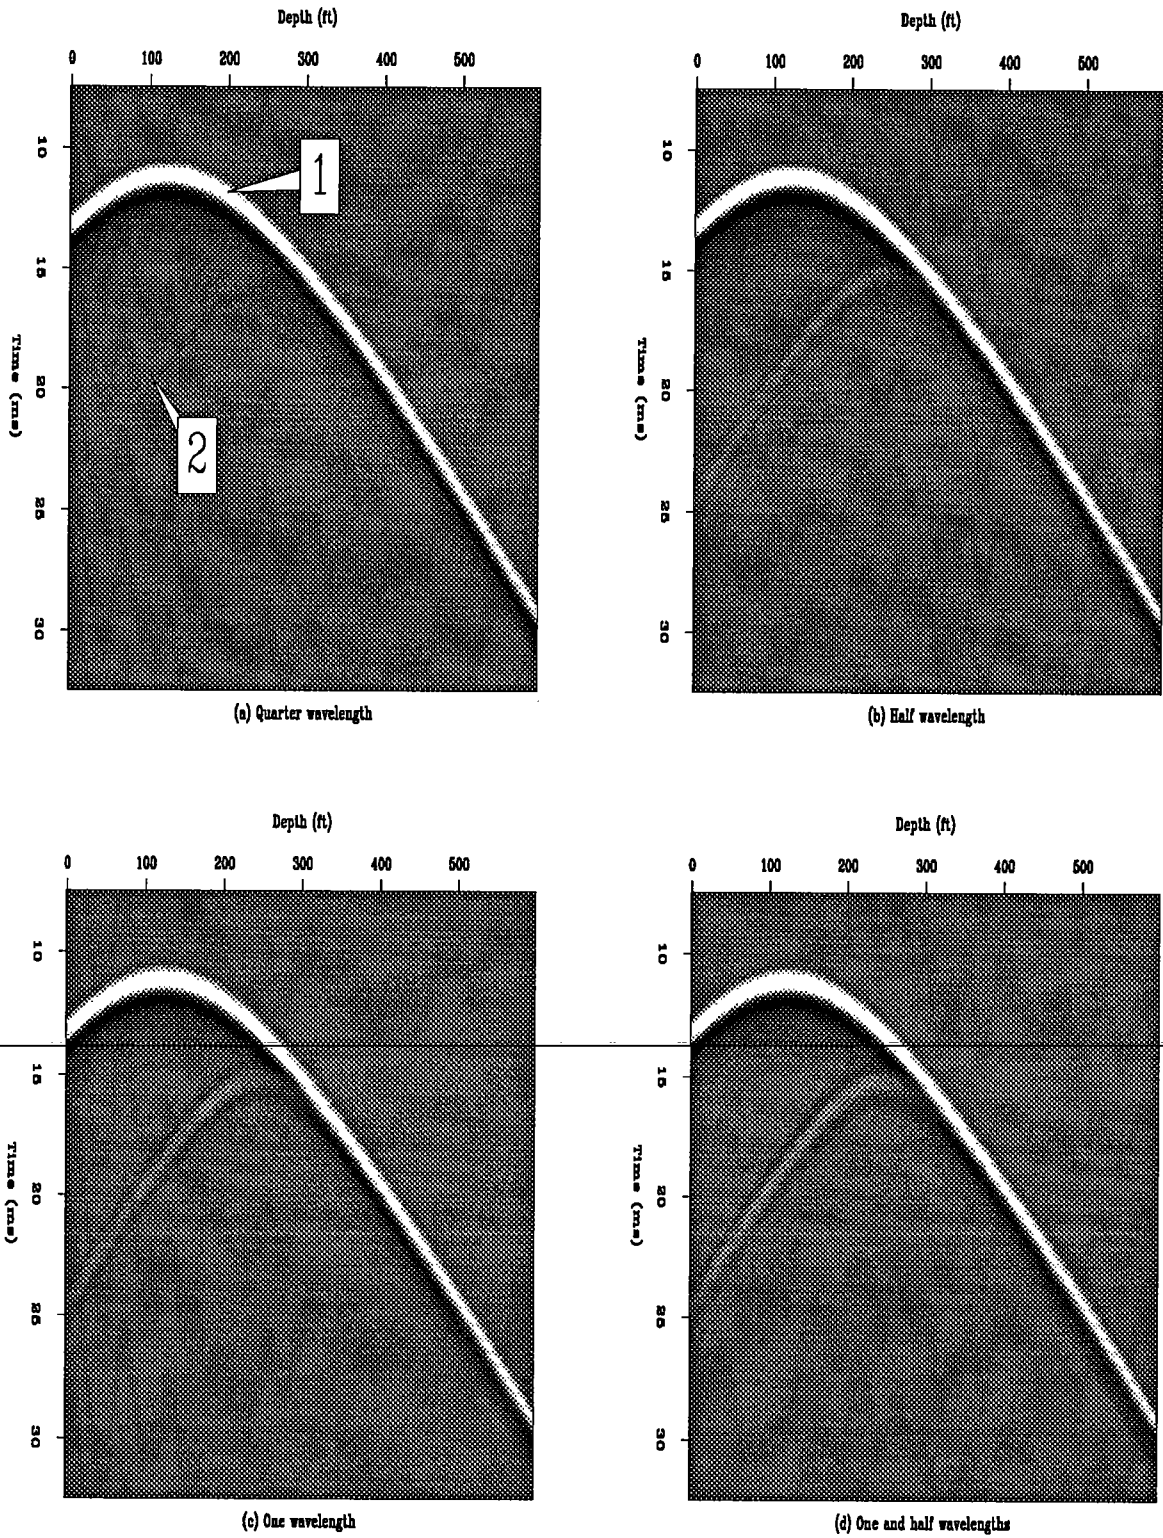 Depth (ft)
0 100 200 300 400 500
10
15
20
25
30
Time (ms)
1
2
(a) Quarter wavelength
Depth (ft)
0 100 200 300 400 500
10
15
20
25
30
Time (ms)
(b) Half wavelength
Depth (ft)
0 100 200 300 400 500
10
15
20
25
30
Time (ms)
(c) One wavelength
Depth (ft)
0 100 200 300 400 500
10
15
20
25
30
Time (ms)
(d) One and half wavelengths